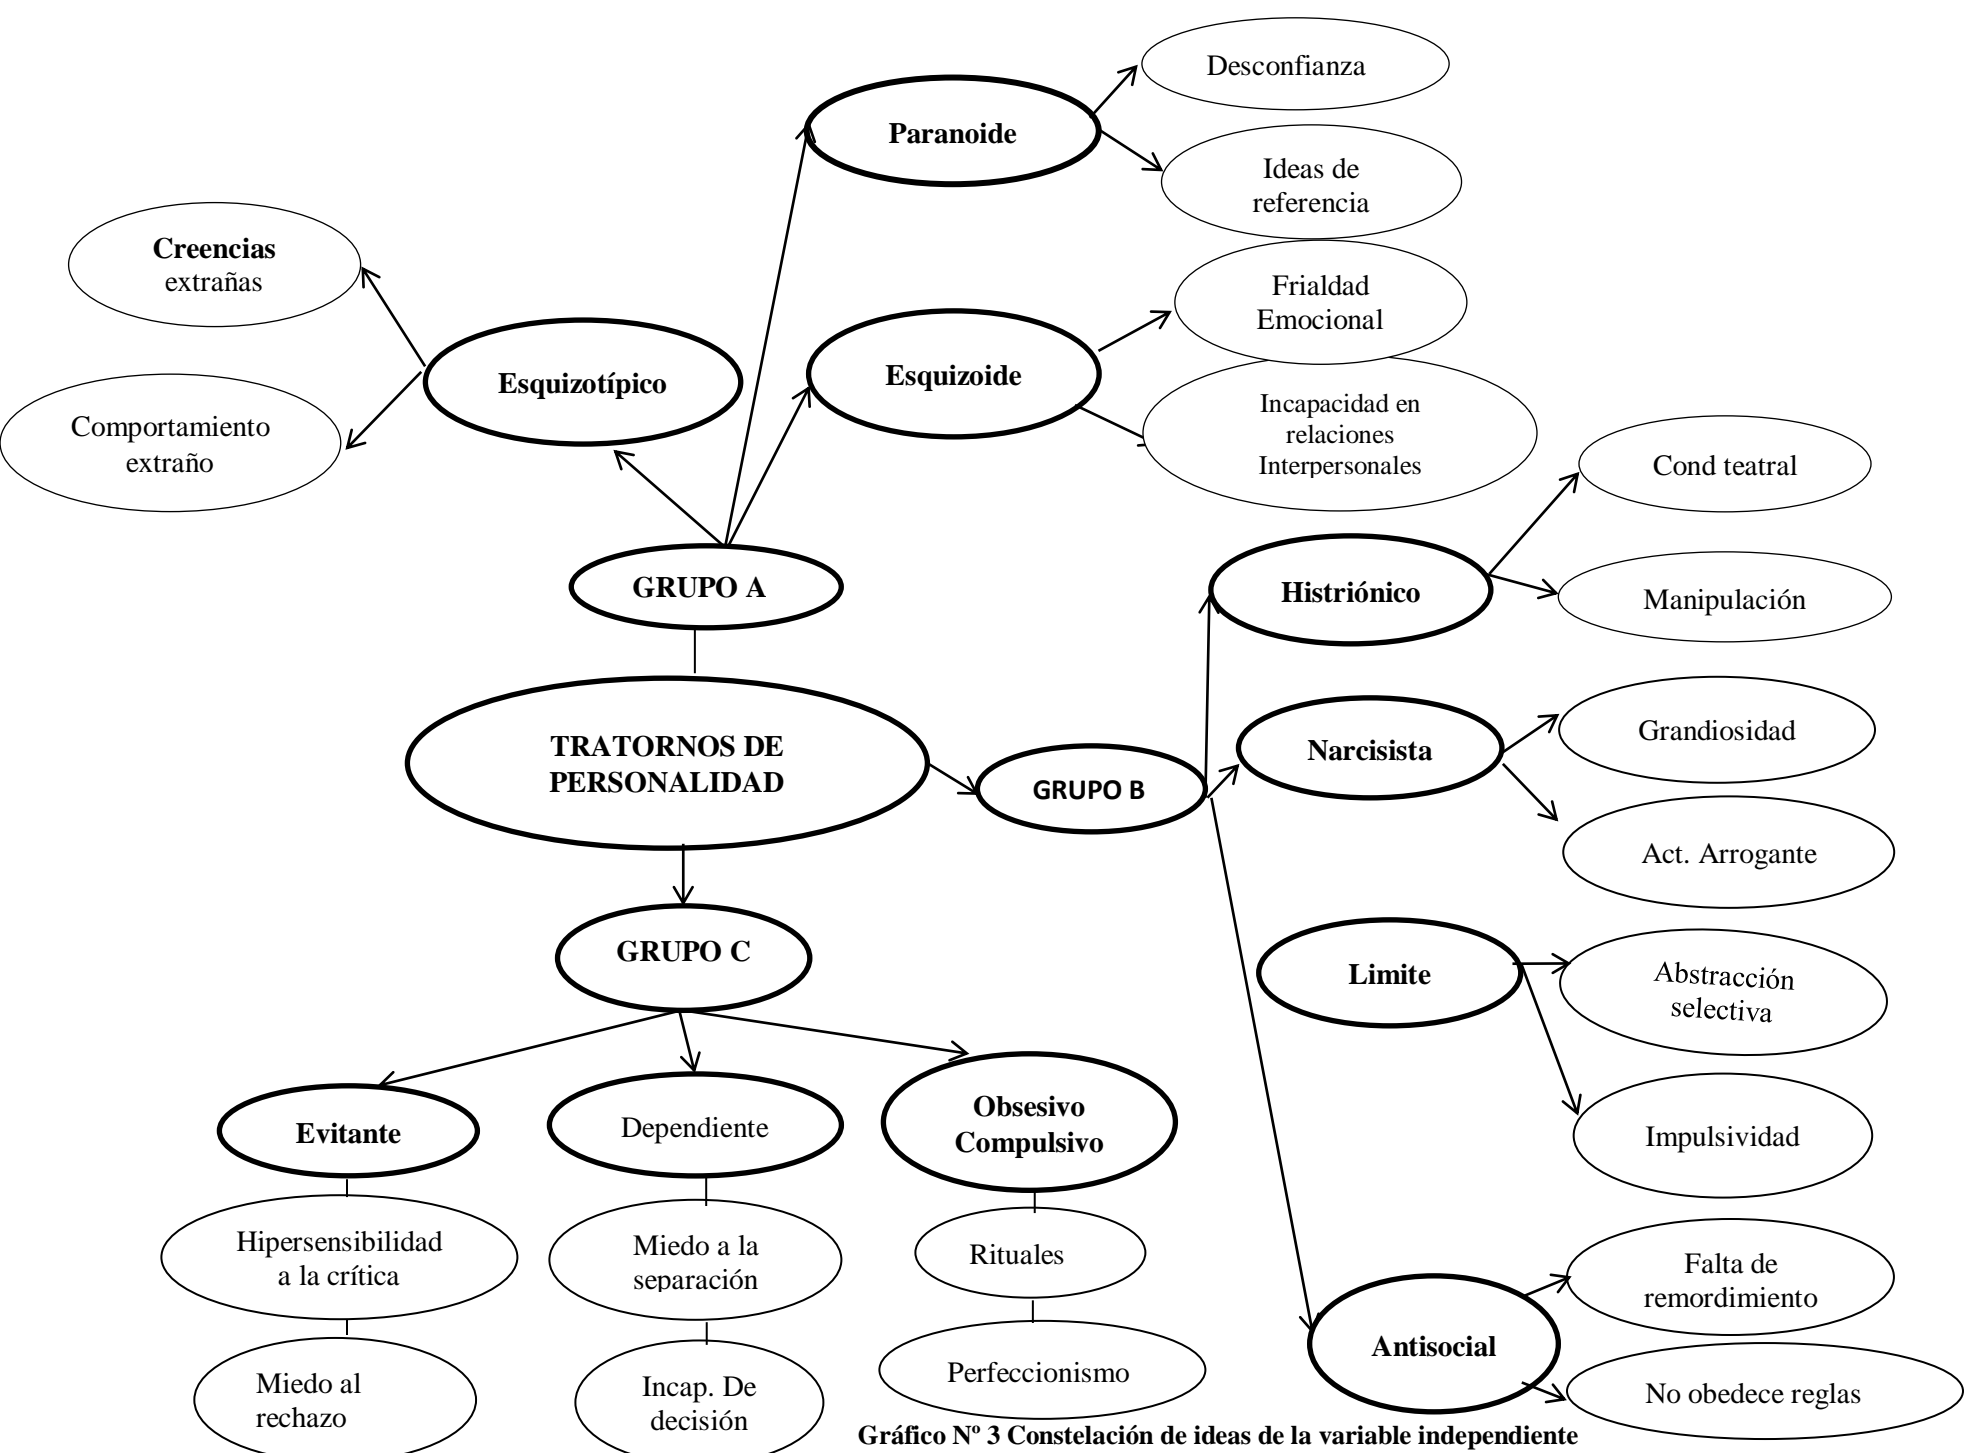 Desconfianza
Paranoide
Ideas de
referencia
Creencias
extrañas
Frialdad
Emocional
Esquizotípico
Esquizoide
Comportamiento
extraño
Incapacidad en
relaciones
Interpersonales
Cond teatral
GRUPO A
Histriónico
Manipulación
TRATORNOS DE
PERSONALIDAD
GRUPO B
Narcisista
Grandiosidad
Act. Arrogante
GRUPO C
Limite
Abstracción
selectiva
Impulsividad
Evitante
Dependiente
Obsesivo
Compulsivo
Hipersensibilidad
a la crítica
Miedo a la
separación
Rituales
Falta de
remordimiento
Antisocial
Miedo al
rechazo
Incap. De
decisión
Perfeccionismo
No obedece reglas
Gráfico Nº 3 Constelación de ideas de la variable independiente